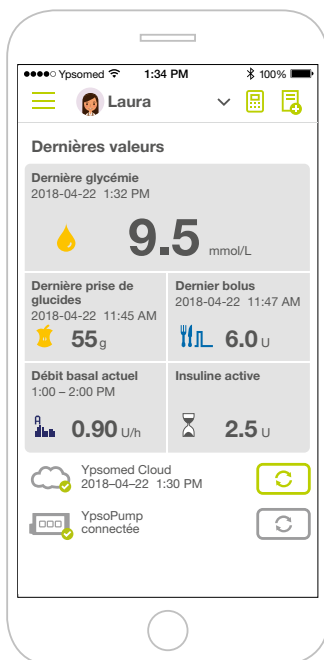 Ypsomed 1:34 PM 100%
Laura
Dernières valeurs
Dernière glycémie
2018-04-22 1:32 PM
9.5 mmol/L
Dernière prise de
glucides
2018-04-22 11:45 AM
55 g
Dernier bolus
2018-04-22 11:47 AM
6.0 U
Débit basal actuel
1:00 – 2:00 PM
A
0.90 U/h
Insuline active
2.5 U
Ypsomed Cloud
2018–04–22 1:30 PM
YpsoPump
connectée